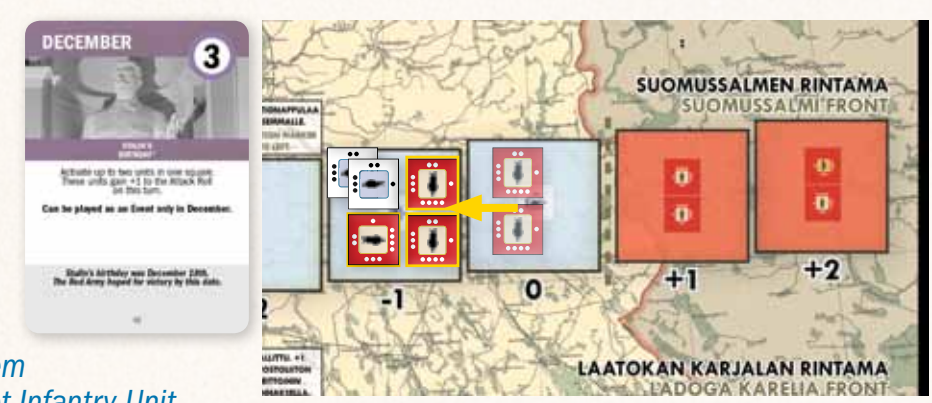 DECEMBER
3
STALIN'S
BIRTHDAY
Activate up to two units in one square.
These units gain +1 to the Attack Roll
on this turn.
Can be played as an Event only in December.
Stalin's birthday was December 18th.
The Red Army hoped for victory by this date.
SUOMUSSALMEN RINTAMA
SUOMUSSALMI FRONT
-1
0
+1
+2
LAATOKAN KARJALAN RINTAMA
LADOGA KARELIA FRONT
Infantry Unit